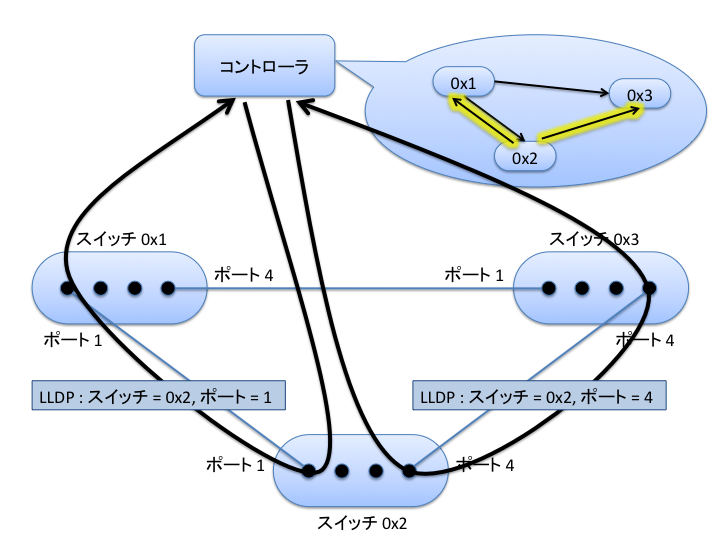 コントローラ
0x1
0x3
0x2
スイッチ 0x1
スイッチ 0x3
ポート 4
ポート 1
ポート 1
ポート 4
LLDP : スイッチ = 0x2, ポート = 1
LLDP : スイッチ = 0x2, ポート = 4
ポート 1
ポート 4
スイッチ 0x2